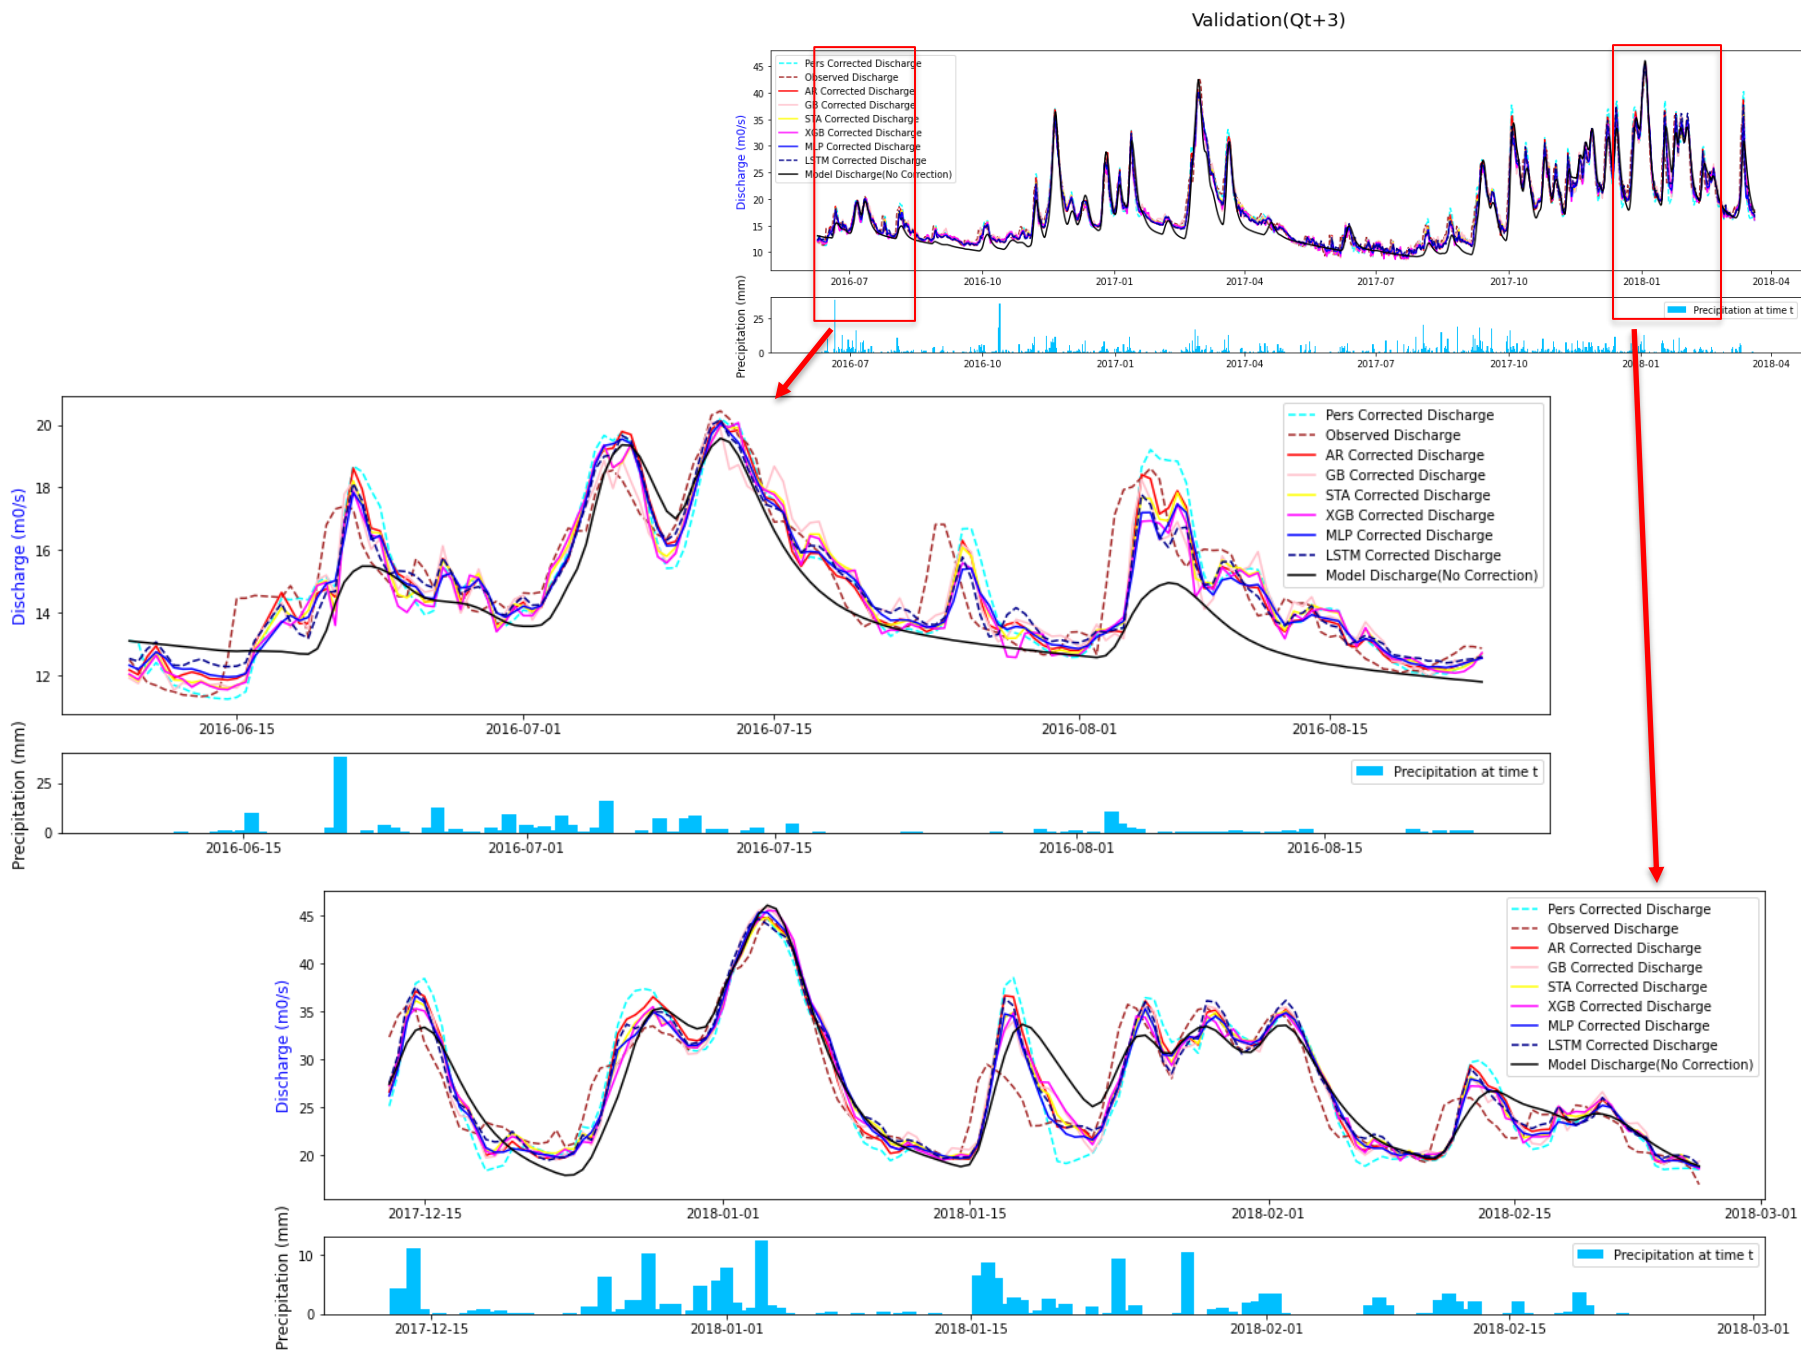 Validation(Qt+3)
Discharge (m0/s)
45
40
35
30
25
20
15
10
Pers Corrected Discharge
Observed Discharge
AR Corrected Discharge
GB Corrected Discharge
STA Corrected Discharge
XGB Corrected Discharge
MLP Corrected Discharge
LSTM Corrected Discharge
Model Discharge(No Correction)
2016-07 2016-10 2017-01 2017-04 2017-07 2017-10 2018-01 2018-04
Precipitation (mm)
25
0
Precipitation at time t
2016-07 2016-10 2017-01 2017-04 2017-07 2017-10 2018-01 2018-04
Discharge (m0/s)
20
18
16
14
12
Pers Corrected Discharge
Observed Discharge
AR Corrected Discharge
GB Corrected Discharge
STA Corrected Discharge
XGB Corrected Discharge
MLP Corrected Discharge
LSTM Corrected Discharge
Model Discharge(No Correction)
2016-06-15 2016-07-01 2016-07-15 2016-08-01 2016-08-15
Precipitation (mm)
25
0
Precipitation at time t
2016-06-15 2016-07-01 2016-07-15 2016-08-01 2016-08-15
Discharge (m0/s)
45
40
35
30
25
20
Pers Corrected Discharge
Observed Discharge
AR Corrected Discharge
GB Corrected Discharge
STA Corrected Discharge
XGB Corrected Discharge
MLP Corrected Discharge
LSTM Corrected Discharge
Model Discharge(No Correction)
2017-12-15 2018-01-01 2018-01-15 2018-02-01 2018-02-15 2018-03-01
Precipitation (mm)
10
0
Precipitation at time t
2017-12-15 2018-01-01 2018-01-15 2018-02-01 2018-02-15 2018-03-01